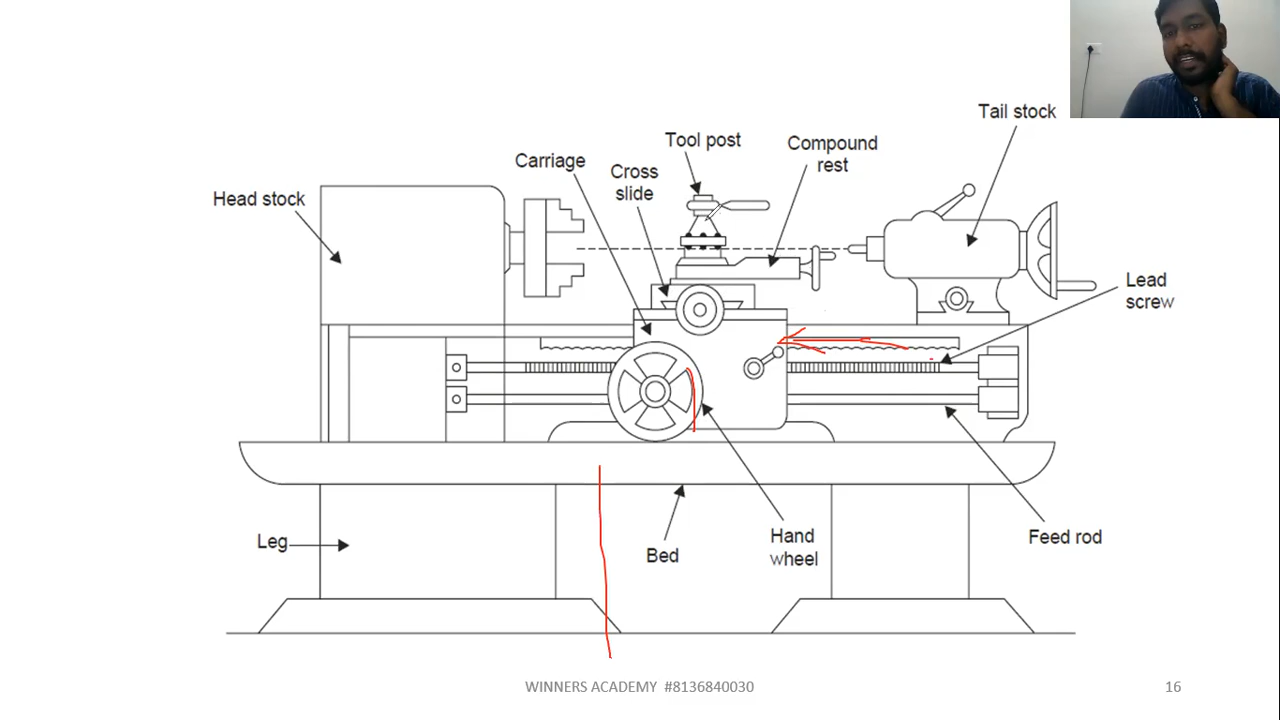 Tail stock
Tool post
Compound
rest
Carriage
Cross
slide
Head stock
Lead
screw
Hand
wheel
Feed rod
Leg
Bed
WINNERS ACADEMY #8136840030
16